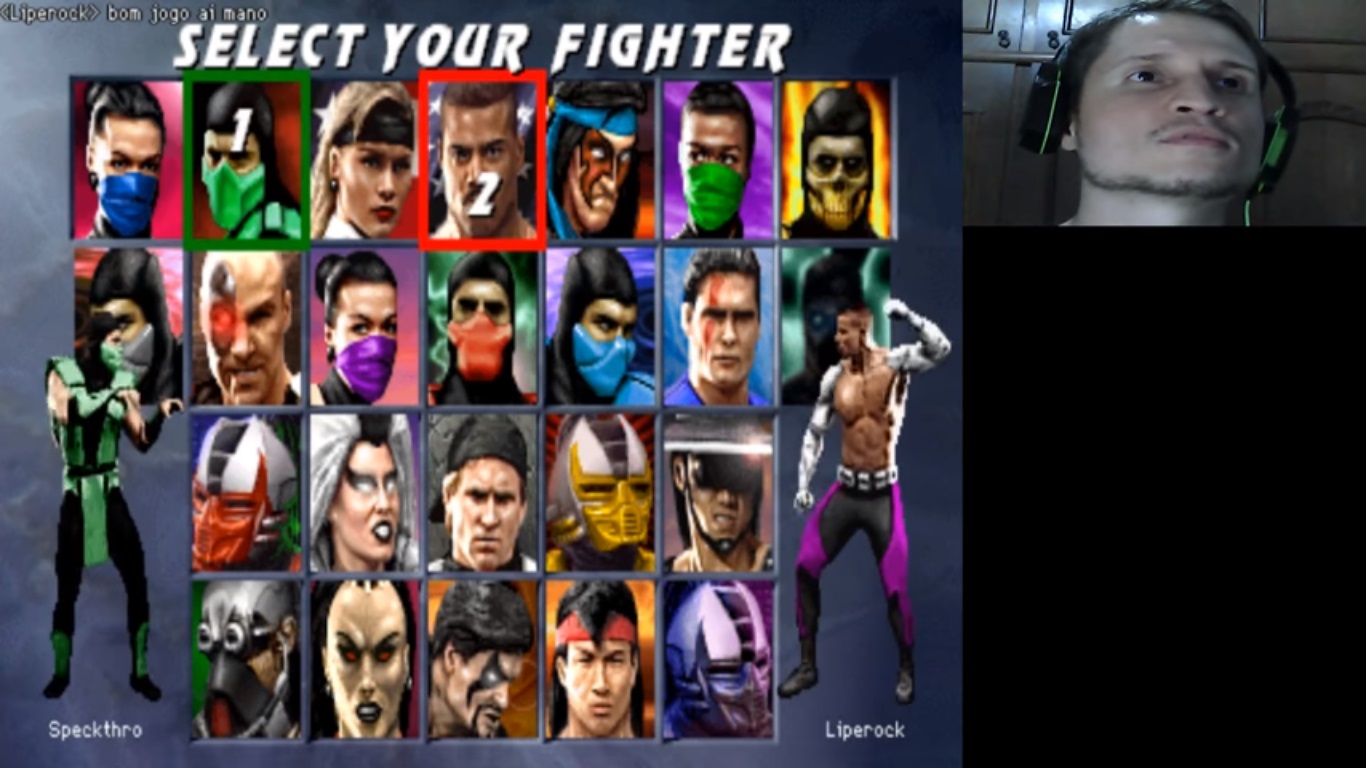 <Liperock> bom jogo ai mano
SELECT YOUR FIGHTER
1
2
Speckthro
Liperock